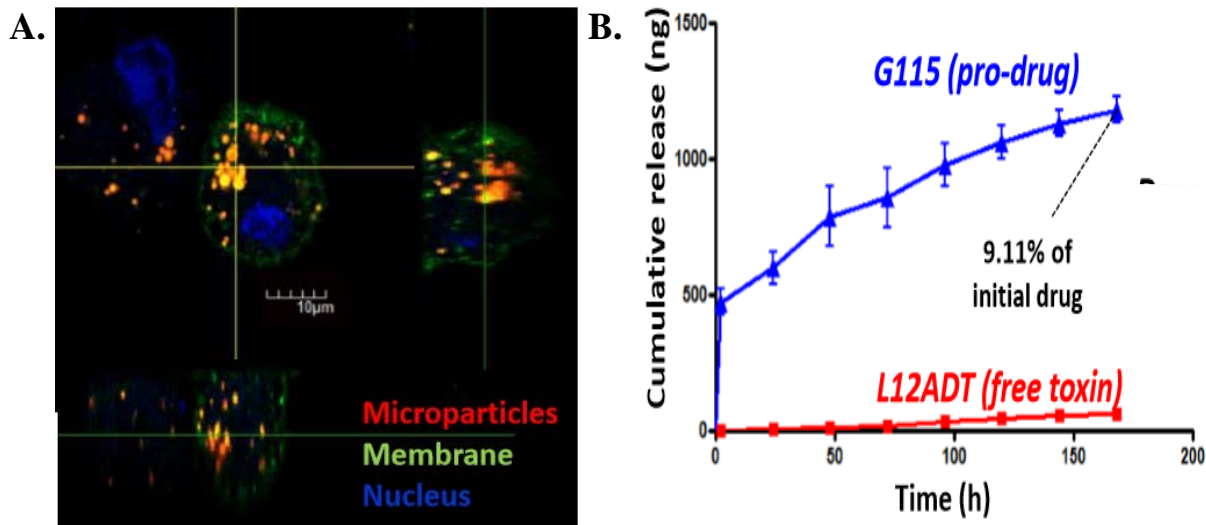 A.
10µm
Microparticles
Membrane
Nucleus
B.
Cumulative release (ng)
1500
1000
500
0
G115 (pro-drug)
9.11% of
initial drug
L12ADT (free toxin)
0
50
100
150
200
Time (h)